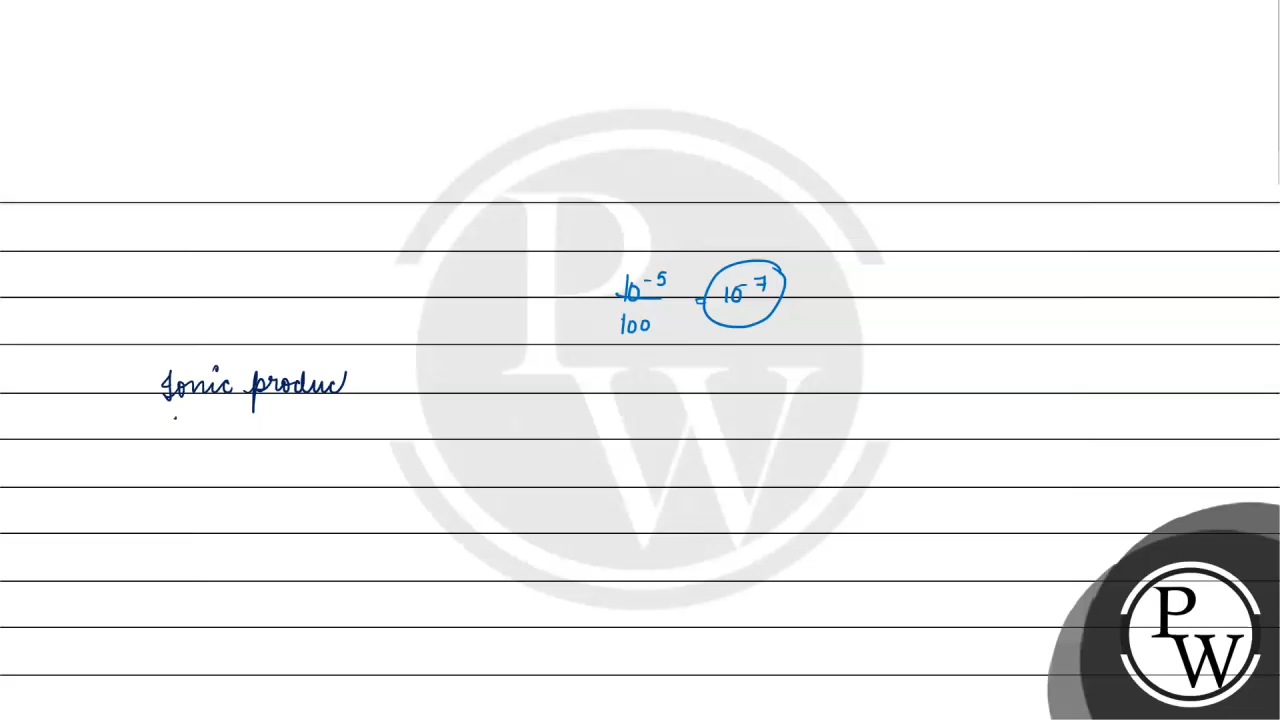 10⁻⁵
100
= 10⁻⁷
Ionic produc
P
W
P
W